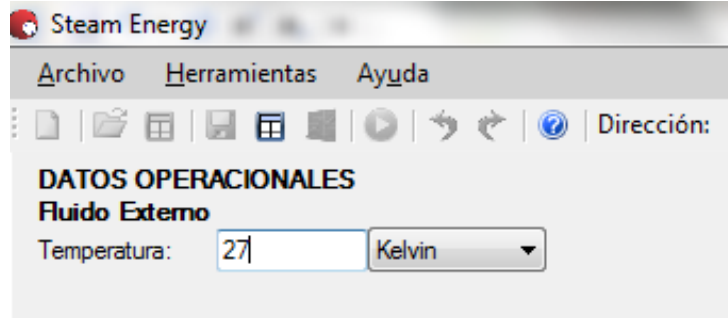 Steam Energy
Archivo Herramientas Ayuda
Dirección:
DATOS OPERACIONALES
Fluido Externo
Temperatura: 27 Kelvin